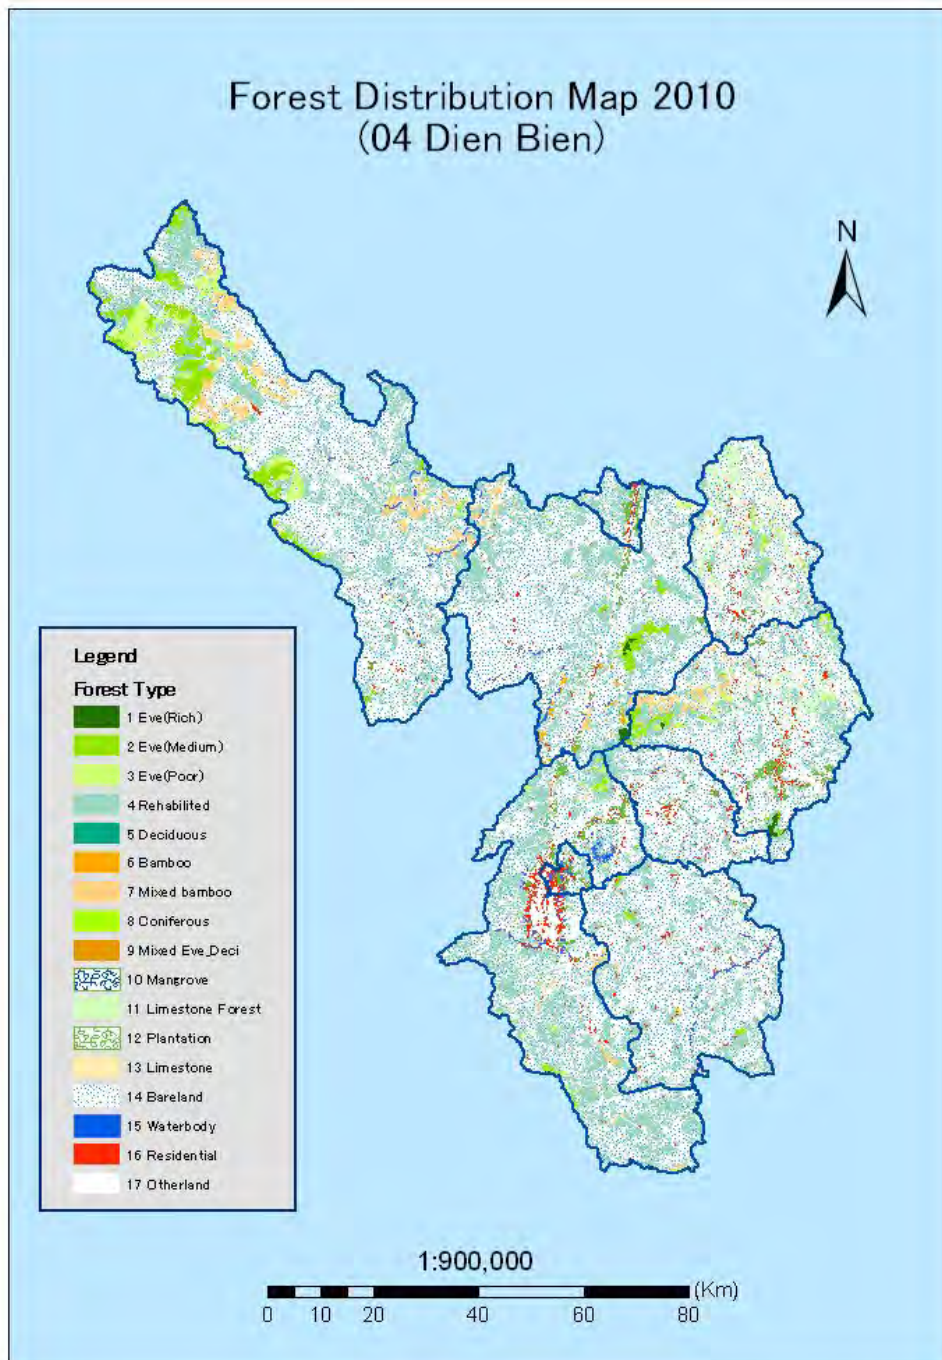 Forest Distribution Map 2010
(04 Dien Bien)
N
Legend
Forest Type
1 Eve(Rich)
2 Eve(Medium)
3 Eve(Poor)
4 Rehabilited
5 Deciduous
6 Bamboo
7 Mixed bamboo
8 Coniferous
9 Mixed Eve_Deci
10 Mangrove
11 Limestone Forest
12 Plantation
13 Limestone
14 Bareland
15 Waterbody
16 Residential
17 Otherland
1:900,000
(Km)
0 10 20 40 60 80